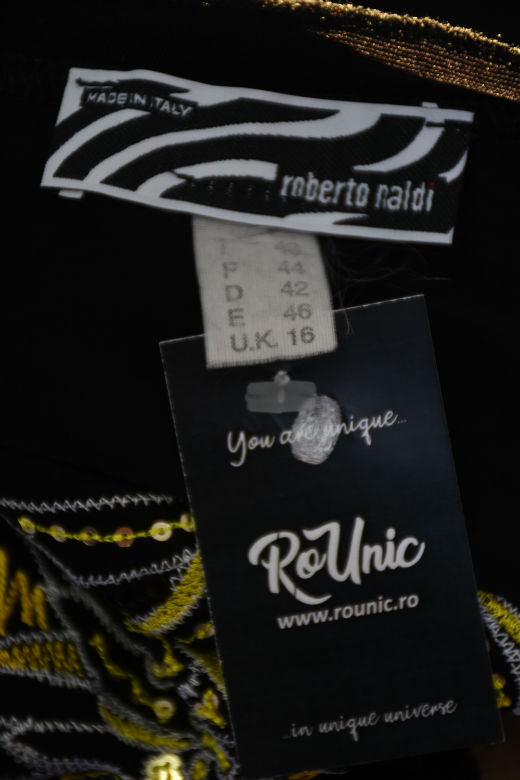 MADE IN ITALY
roberto naldi
I 48
F 44
D 42
E 46
U.K. 16
You are unique...
RoUnic
www.rounic.ro
...in unique universe